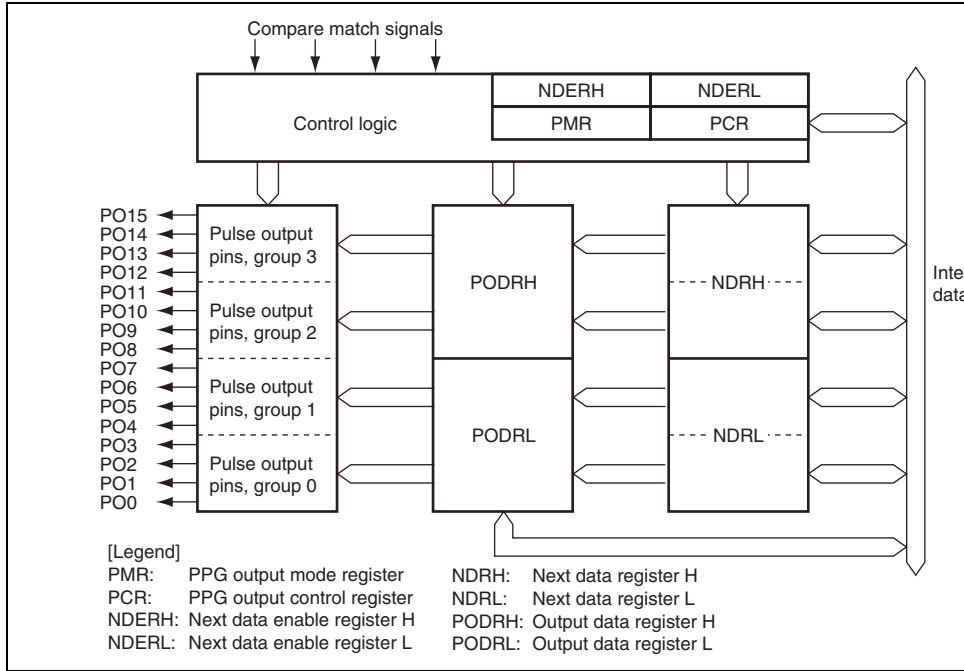 Compare match signals
NDERH
NDERL
Control logic
PMR
PCR
PO15
PO14
PO13
PO12
PO11
PO10
PO9
PO8
PO7
PO6
PO5
PO4
PO3
PO2
PO1
PO0
Pulse output
pins, group 3
Pulse output
pins, group 2
Pulse output
pins, group 1
Pulse output
pins, group 0
PODRH
PODRL
NDRH
NDRL
Inte
data
[Legend]
PMR: PPG output mode register
PCR: PPG output control register
NDERH: Next data enable register H
NDERL: Next data enable register L
NDRH: Next data register H
NDRL: Next data register L
PODRH: Output data register H
PODRL: Output data register L